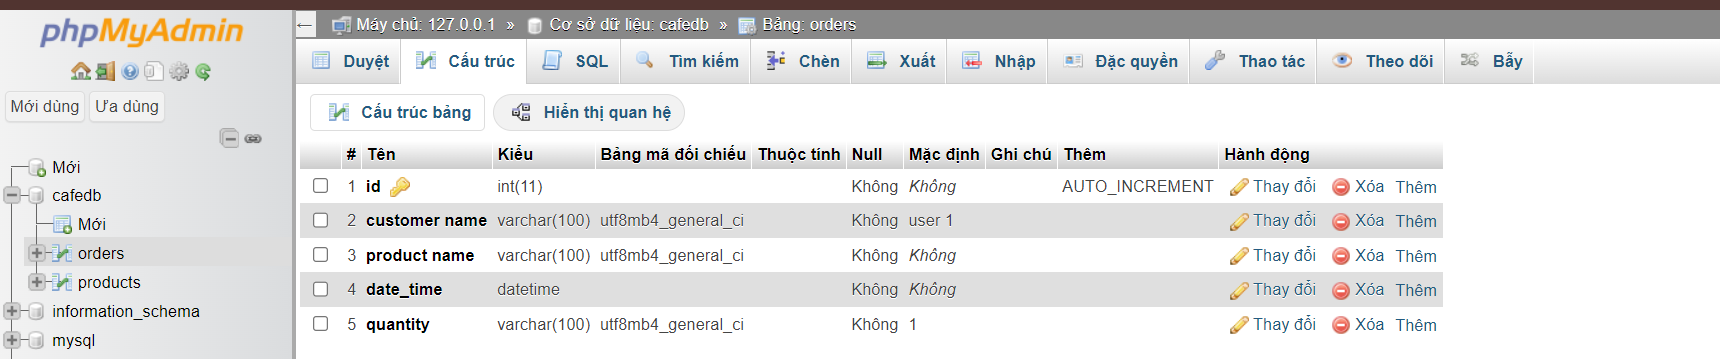 phpMyAdmin
Mới dùng Ưa dùng
Mới
cafedb
Mới
orders
products
information_schema
mysql
← Máy chủ: 127.0.0.1 » Cơ sở dữ liệu: cafedb » Bảng: orders
Duyệt Cấu trúc SQL Tìm kiếm Chèn Xuất Nhập Đặc quyền Thao tác Theo dõi Bẫy
Cấu trúc bảng Hiển thị quan hệ
# Tên Kiểu Bảng mã đối chiếu Thuộc tính Null Mặc định Ghi chú Thêm Hành động
1 id int(11) Không Không AUTO_INCREMENT Thay đổi Xóa Thêm
2 customer name varchar(100) utf8mb4_general_ci Không user 1 Thay đổi Xóa Thêm
3 product name varchar(100) utf8mb4_general_ci Không Không Thay đổi Xóa Thêm
4 date_time datetime Không Không Thay đổi Xóa Thêm
5 quantity varchar(100) utf8mb4_general_ci Không 1 Thay đổi Xóa Thêm